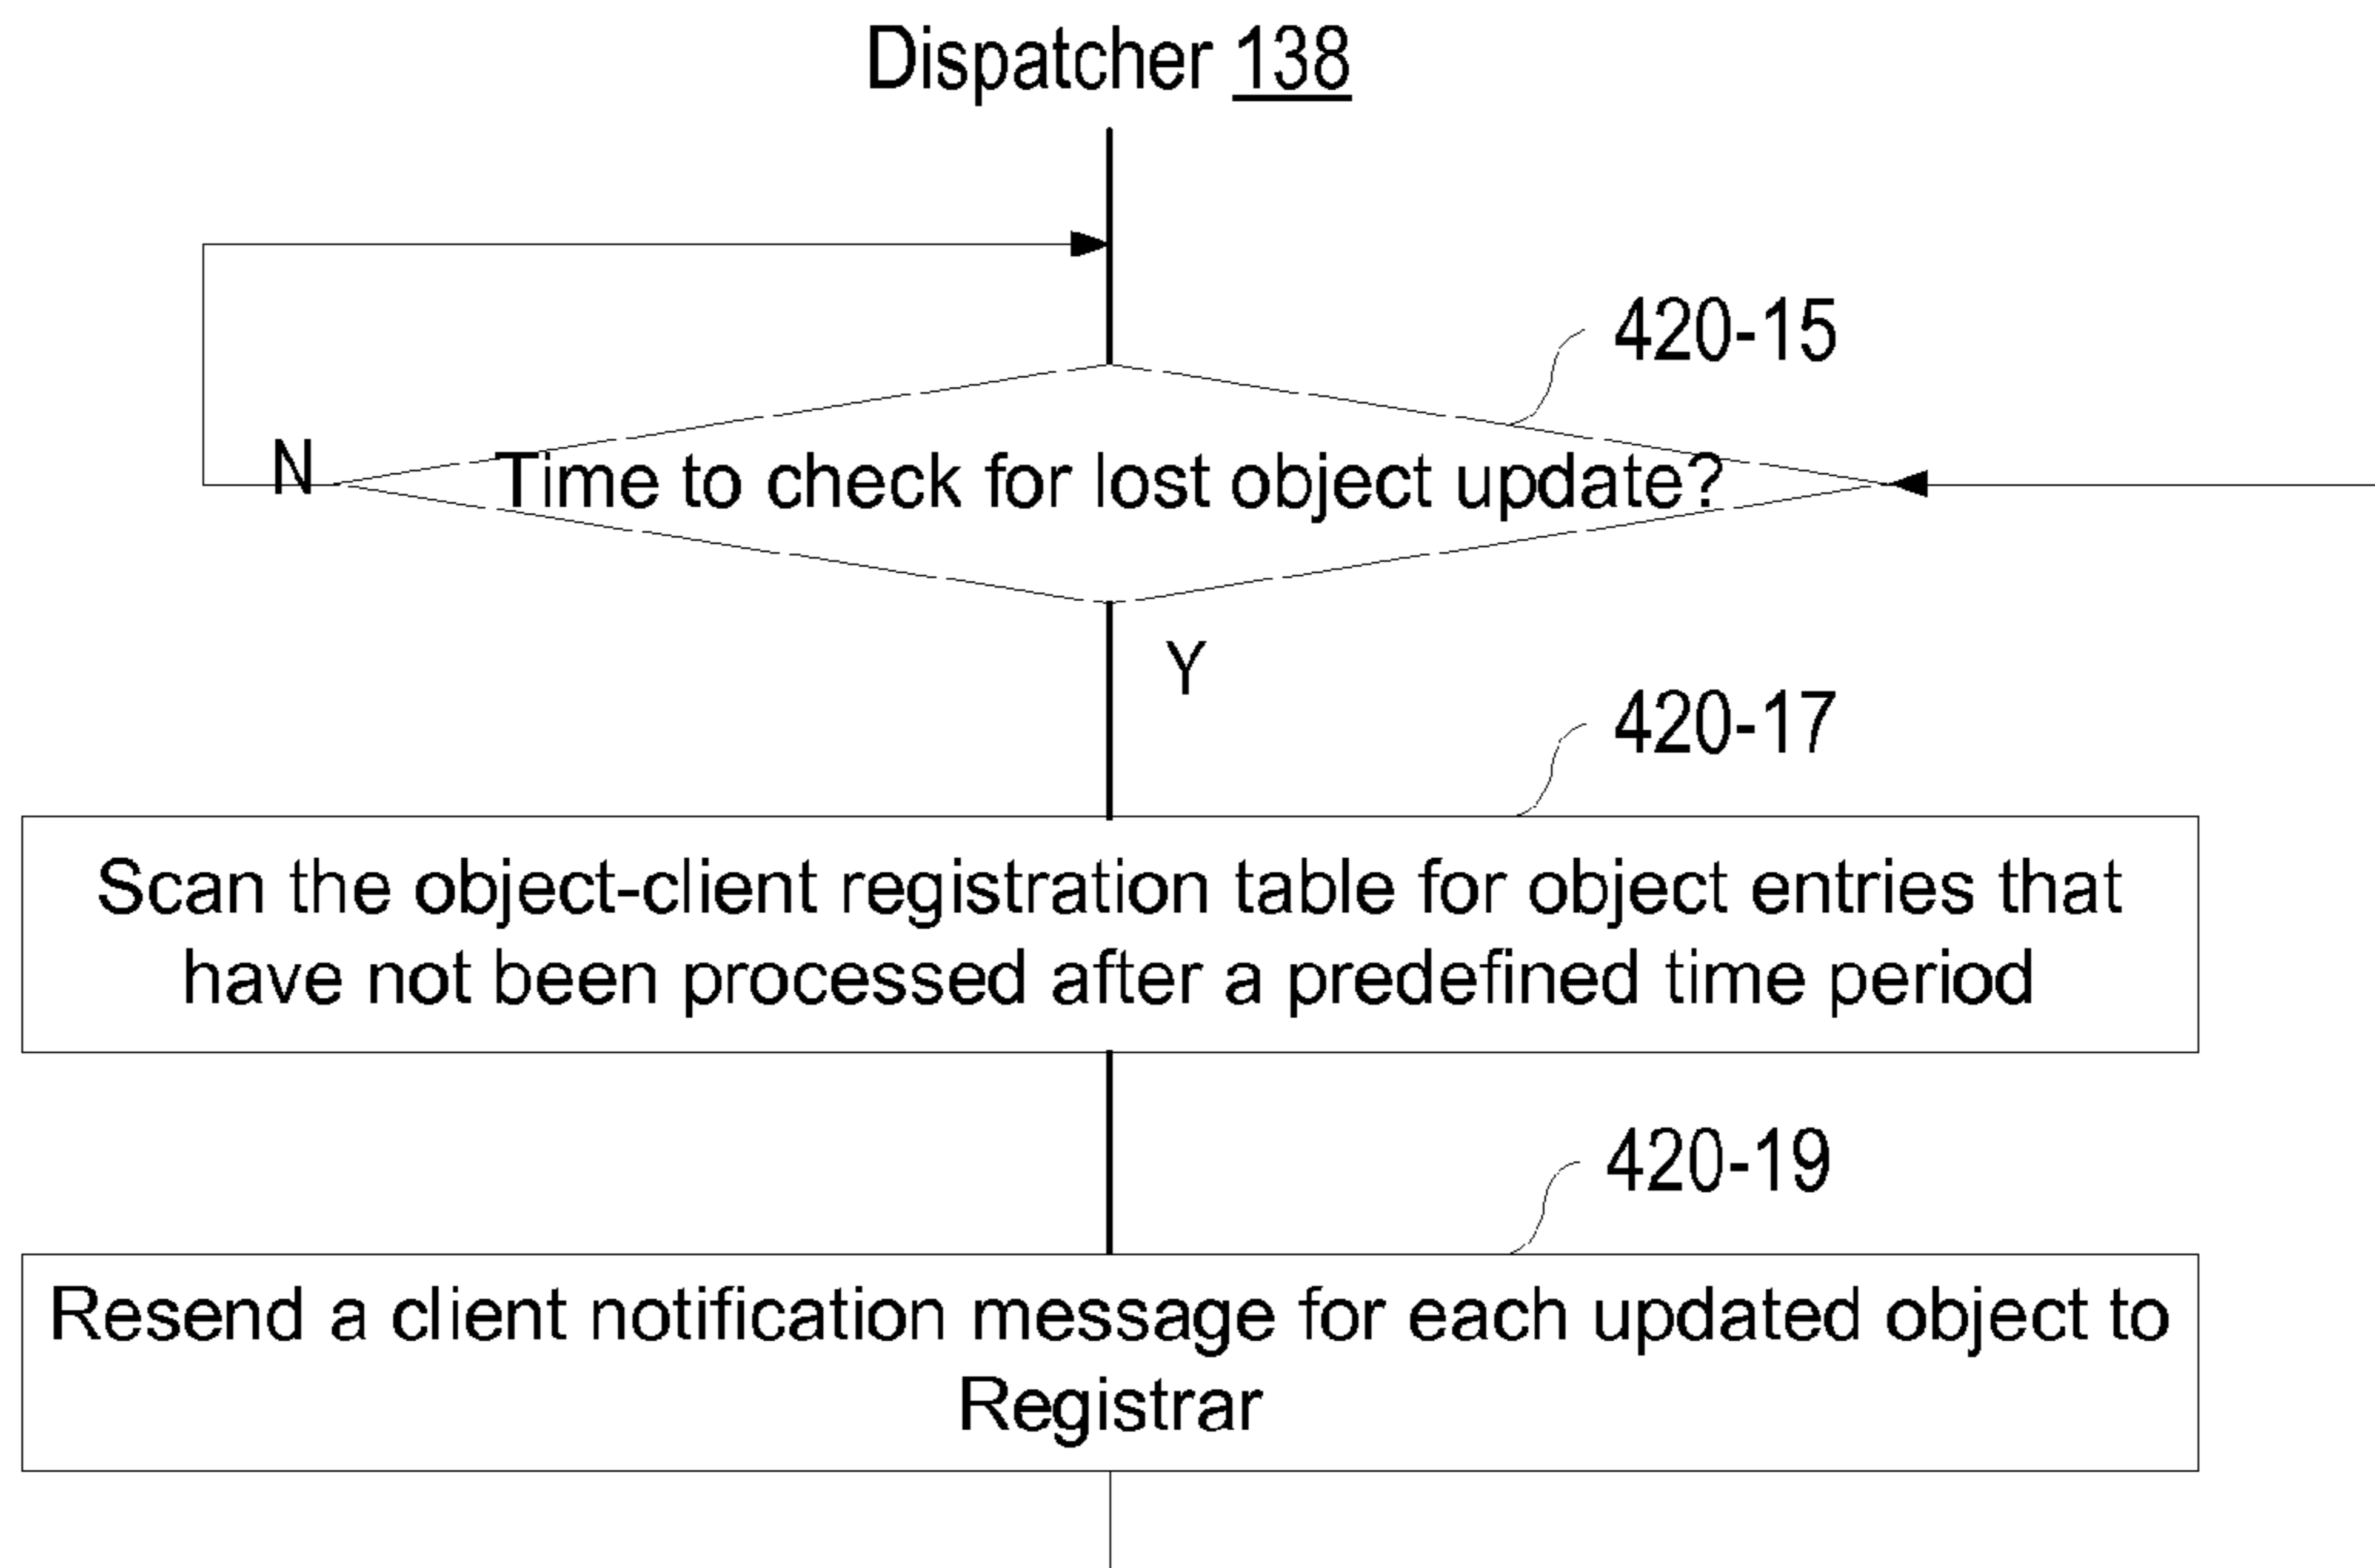 Dispatcher 138
420-15
N
Time to check for lost object update?
Y
420-17
Scan the object-client registration table for object entries that
have not been processed after a predefined time period
420-19
Resend a client notification message for each updated object to
Registrar